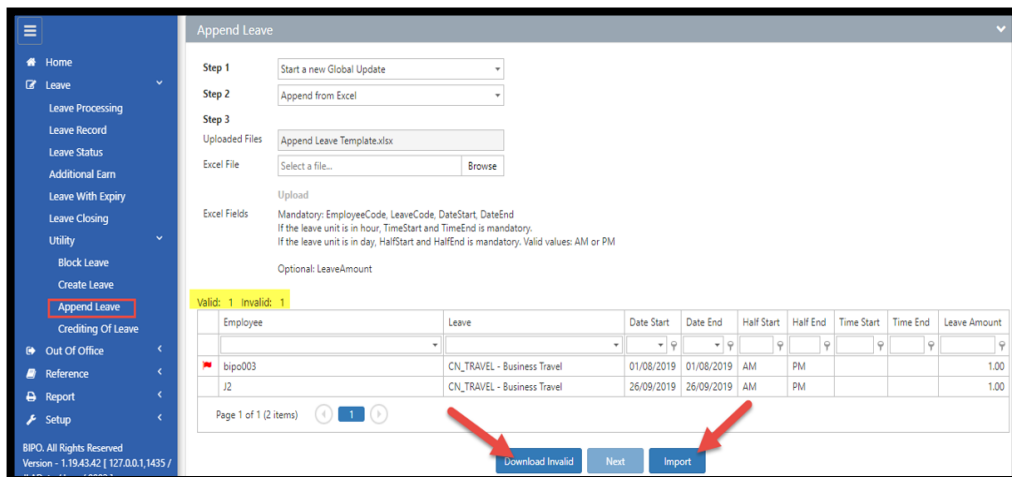 Append Leave
Home
Leave
Leave Processing
Leave Record
Leave Status
Additional Earn
Leave With Expiry
Leave Closing
Utility
Block Leave
Create Leave
Append Leave
Crediting Of Leave
Out Of Office
Reference
Report
Setup
BIPO. All Rights Reserved
Version - 1.19.43.42 [ 127.0.0.1,1435 /
Step 1 Start a new Global Update
Step 2 Append from Excel
Step 3
Uploaded Files Append Leave Template.xlsx
Excel File Select a file... Browse
Upload
Excel Fields Mandatory: EmployeeCode, LeaveCode, DateStart, DateEnd
If the leave unit is in hour, TimeStart and TimeEnd is mandatory.
If the leave unit is in day, HalfStart and HalfEnd is mandatory. Valid values: AM or PM
Optional: LeaveAmount
Valid: 1 Invalid: 1
Employee Leave Date Start Date End Half Start Half End Time Start Time End Leave Amount
bipo003 CN_TRAVEL - Business Travel 01/08/2019 01/08/2019 AM PM 1.00
J2 CN_TRAVEL - Business Travel 26/09/2019 26/09/2019 AM PM 1.00
Page 1 of 1 (2 items) 1
Download Invalid Next Import